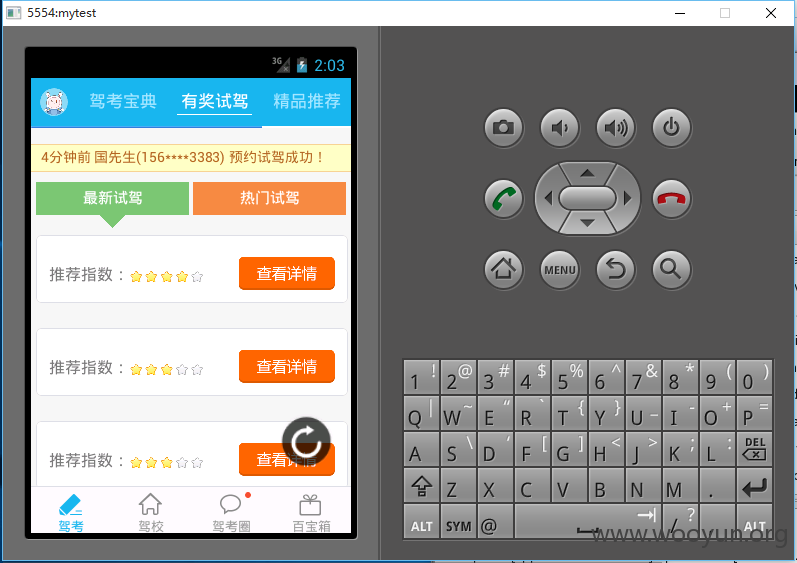 5554:mytest
3G 2:03
驾考宝典 有奖试驾 精品推荐
4分钟前 国先生(156****3383) 预约试驾成功！
最新试驾 热门试驾
推荐指数： 查看详情
推荐指数： 查看详情
推荐指数： 查看详情
驾考 驾校 驾考圈 百宝箱
MENU
1 ! 2 @ 3 # 4 $ 5 % 6 ^ 7 & 8 * 9 ( 0 )
Q | W ~ E “ R ` T { Y } U _ I - O + P =
A S \ D ‘ F [ G ] H < J > K ; L : DEL
Z X C V B N M .
ALT SYM @ / ? ALT
www.wooyun.org